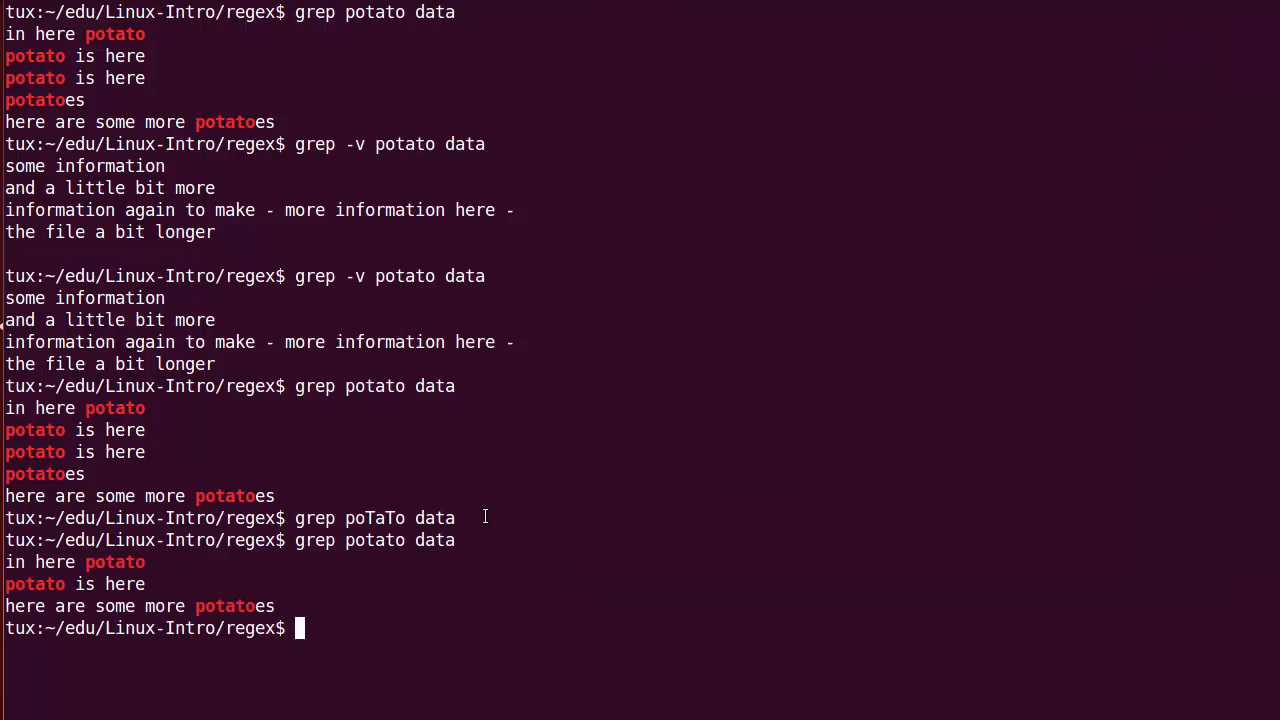 tux:~/edu/Linux-Intro/regex$ grep potato data
in here potato
potato is here
potato is here
potatoes
here are some more potatoes
tux:~/edu/Linux-Intro/regex$ grep -v potato data
some information
and a little bit more
information again to make - more information here -
the file a bit longer

tux:~/edu/Linux-Intro/regex$ grep -v potato data
some information
and a little bit more
information again to make - more information here -
the file a bit longer
tux:~/edu/Linux-Intro/regex$ grep potato data
in here potato
potato is here
potato is here
potatoes
here are some more potatoes
tux:~/edu/Linux-Intro/regex$ grep poTaTo data
tux:~/edu/Linux-Intro/regex$ grep potato data
in here potato
potato is here
here are some more potatoes
tux:~/edu/Linux-Intro/regex$